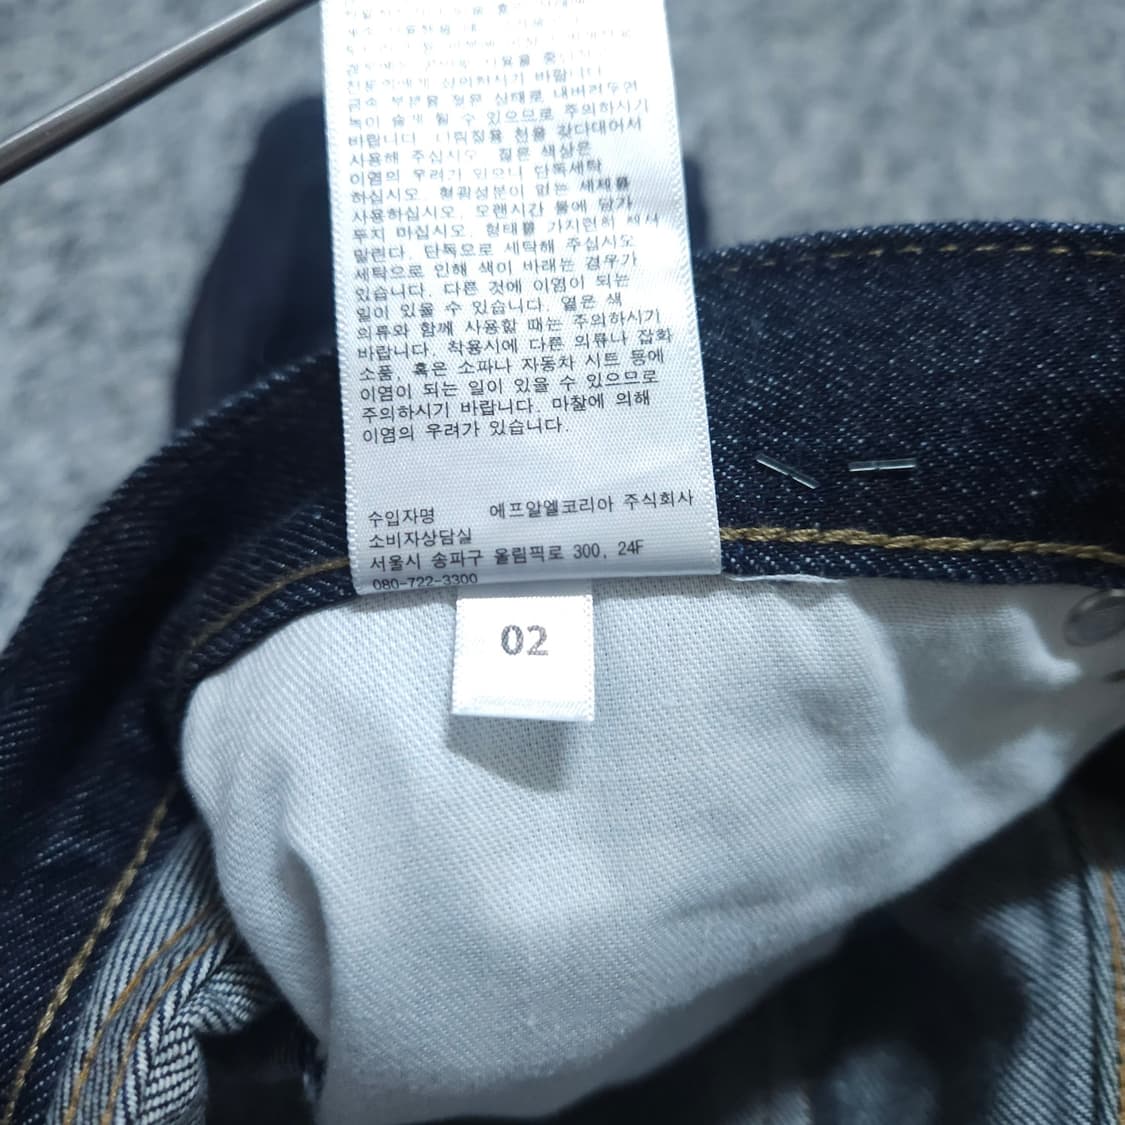 사용을 중
상의하시기 바랍니다
금속 부분을 젖은 상태로 내버려두면
녹이 슬게 될 수 있으므로 주의하시기
바랍니다. 다림질용 천을 갖다대어서
사용해 주십시오. 짙은 색상은
이염의 우려가 있으니 단독세탁
하십시오. 형광성분이 없는 세제를
사용하십시오. 오랜시간 물에 담가
두지 마십시오. 형태를 가지런히 해서
말린다. 단독으로 세탁해 주십시오
세탁으로 인해 색이 바래는 경우가
있습니다. 다른 것에 이염이 되는
일이 있을 수 있습니다. 옅은 색
의류와 함께 사용할 때는 주의하시기
바랍니다. 착용시에 다른 의류나 잡화
소품, 혹은 소파나 자동차 시트 등에
이염이 되는 일이 있을 수 있으므로
주의하시기 바랍니다. 마찰에 의해
이염의 우려가 있습니다.
수입자명 에프알엘코리아 주식회사
소비자상담실
서울시 송파구 올림픽로 300, 24F
080-722-3300
02